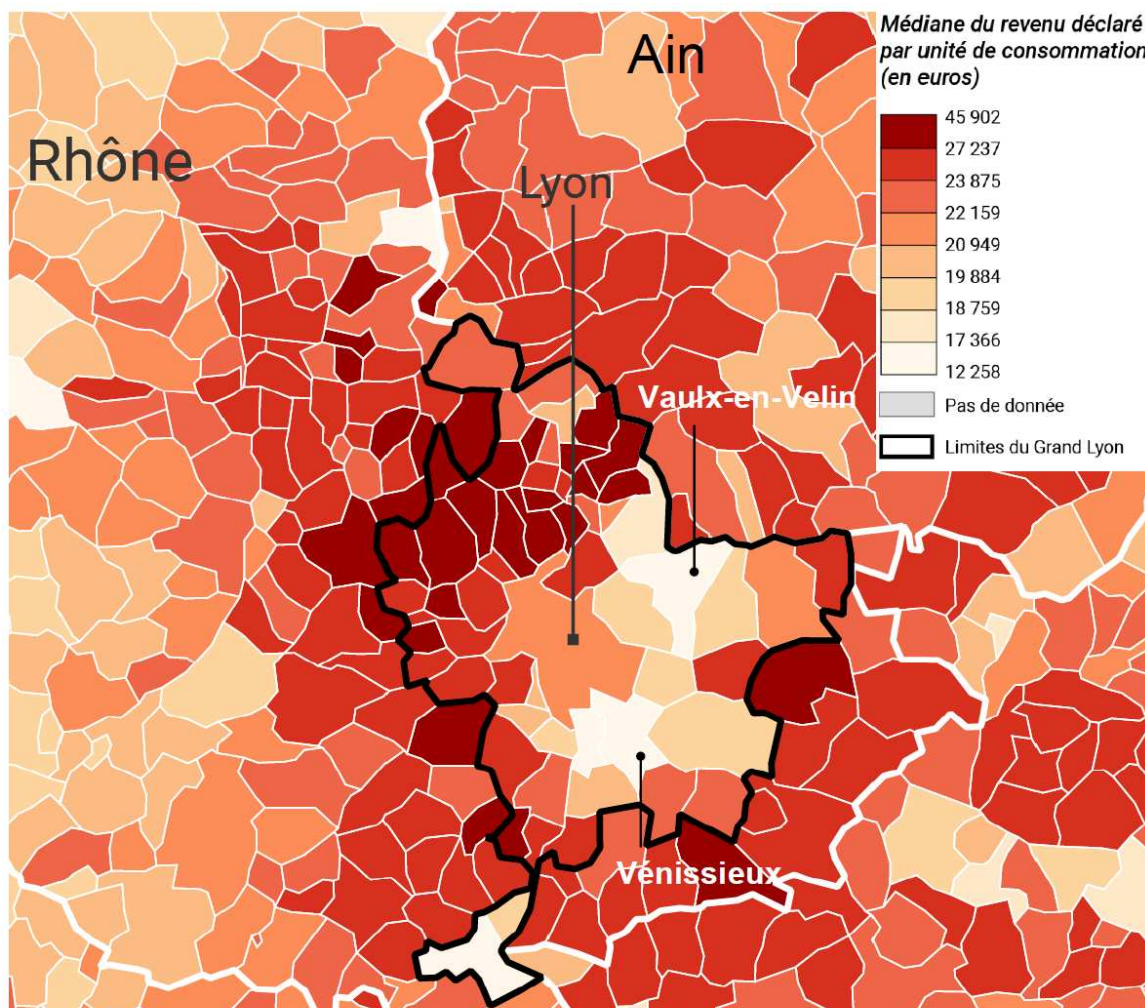 Médiane du revenu déclaré
par unité de consommation
(en euros)
45 902
27 237
23 875
22 159
20 949
19 884
18 759
17 366
12 258
Pas de donnée
Limites du Grand Lyon
Ain
Rhône
Lyon
Vaulx-en-Velin
Vénissieux